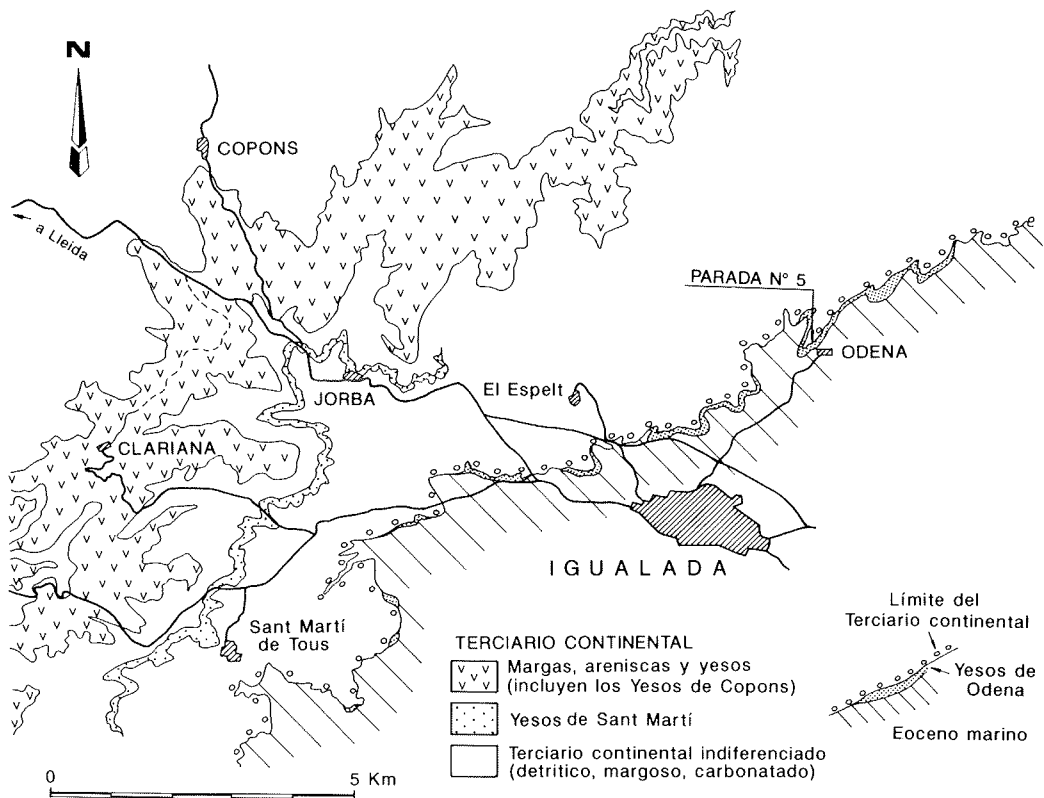 N
COPONS
a Lleida
PARADA N° 5
ODENA
El Espelt
JORBA
CLARIANA
IGUALADA
Sant Martí
de Tous
Límite del
Terciario continental
Yesos de
Odena
Eoceno marino
TERCIARIO CONTINENTAL
Margas, areniscas y yesos
(incluyen los Yesos de Copons)
Yesos de Sant Martí
Terciario continental indiferenciado
(detritico, margoso, carbonatado)
0 5 Km